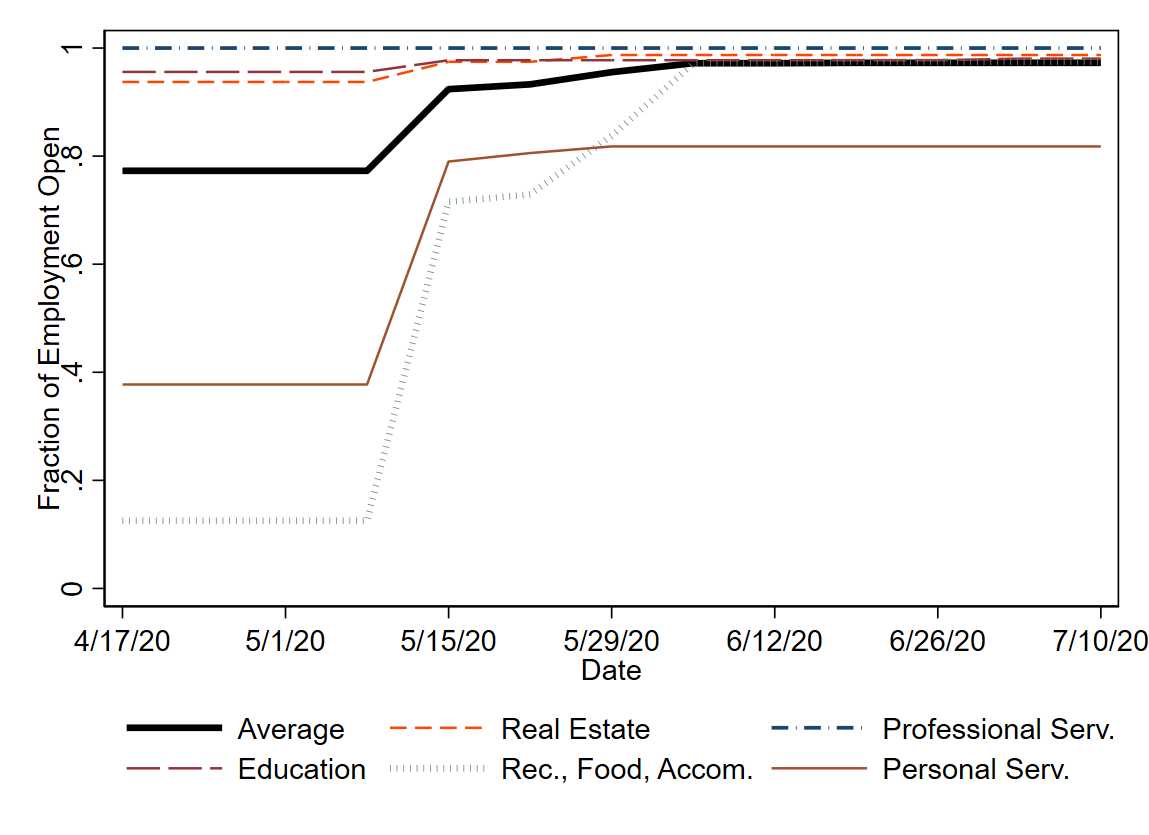 Fraction of Employment Open
1
.8
.6
.4
.2
0
4/17/20 5/1/20 5/15/20 5/29/20 6/12/20 6/26/20 7/10/20
Date
Average Real Estate Professional Serv.
Education Rec., Food, Accom. Personal Serv.